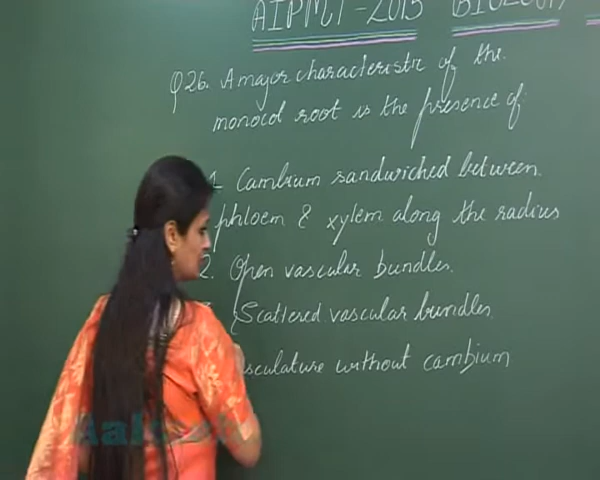 AIPMT-2015 BIOLOGY
Q26. A major characteristic of the
monocid root is the presence of:
1 Cambium sandwiched between
phloem & xylem along the radius
2. Open vascular bundles.
Scattered vascular bundles
sculature without cambium
Aakash